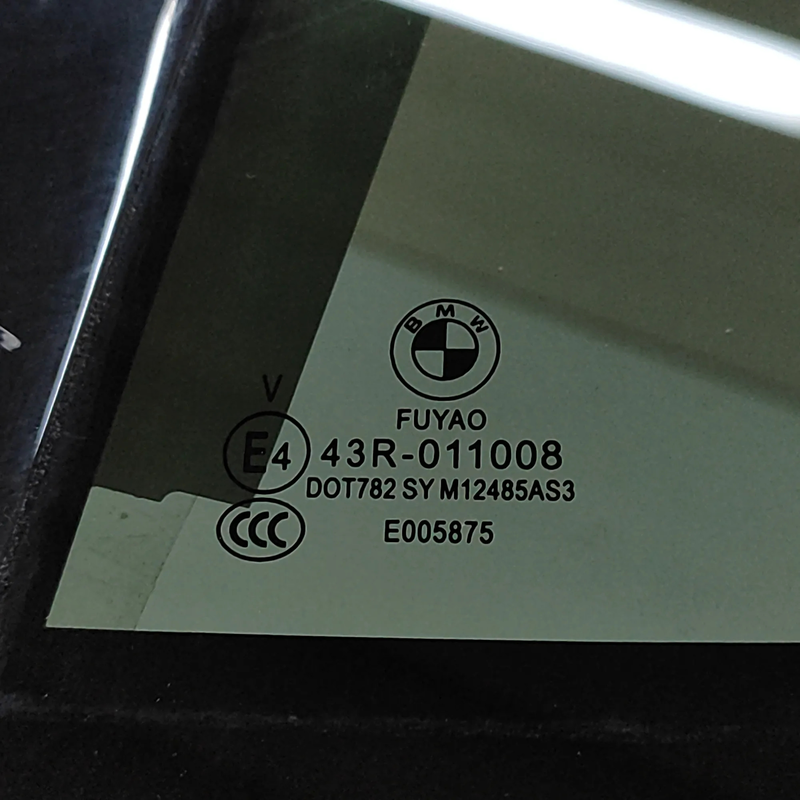 BMW
V
FUYAO
E4 43R-011008
DOT782 SY M12485AS3
CCC E005875